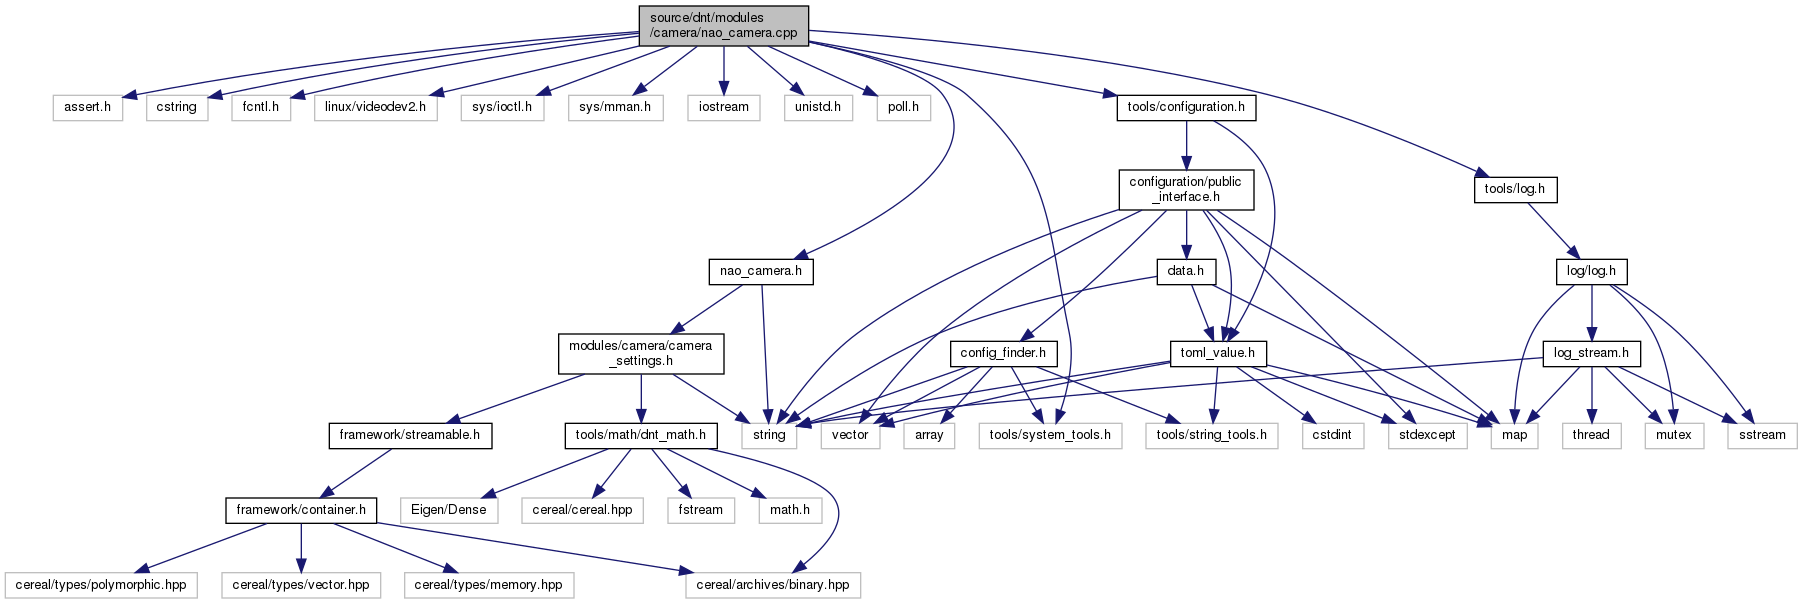 source/dnt/modules
/camera/nao_camera.cpp
assert.h
cstring
fcntl.h
linux/videodev2.h
sys/ioctl.h
sys/mman.h
iostream
unistd.h
poll.h
tools/configuration.h
configuration/public
_interface.h
tools/log.h
nao_camera.h
data.h
log/log.h
modules/camera/camera
_settings.h
config_finder.h
toml_value.h
log_stream.h
framework/streamable.h
tools/math/dnt_math.h
string
vector
array
tools/system_tools.h
tools/string_tools.h
cstdint
stdexcept
map
thread
mutex
sstream
framework/container.h
Eigen/Dense
cereal/cereal.hpp
fstream
math.h
cereal/types/polymorphic.hpp
cereal/types/vector.hpp
cereal/types/memory.hpp
cereal/archives/binary.hpp